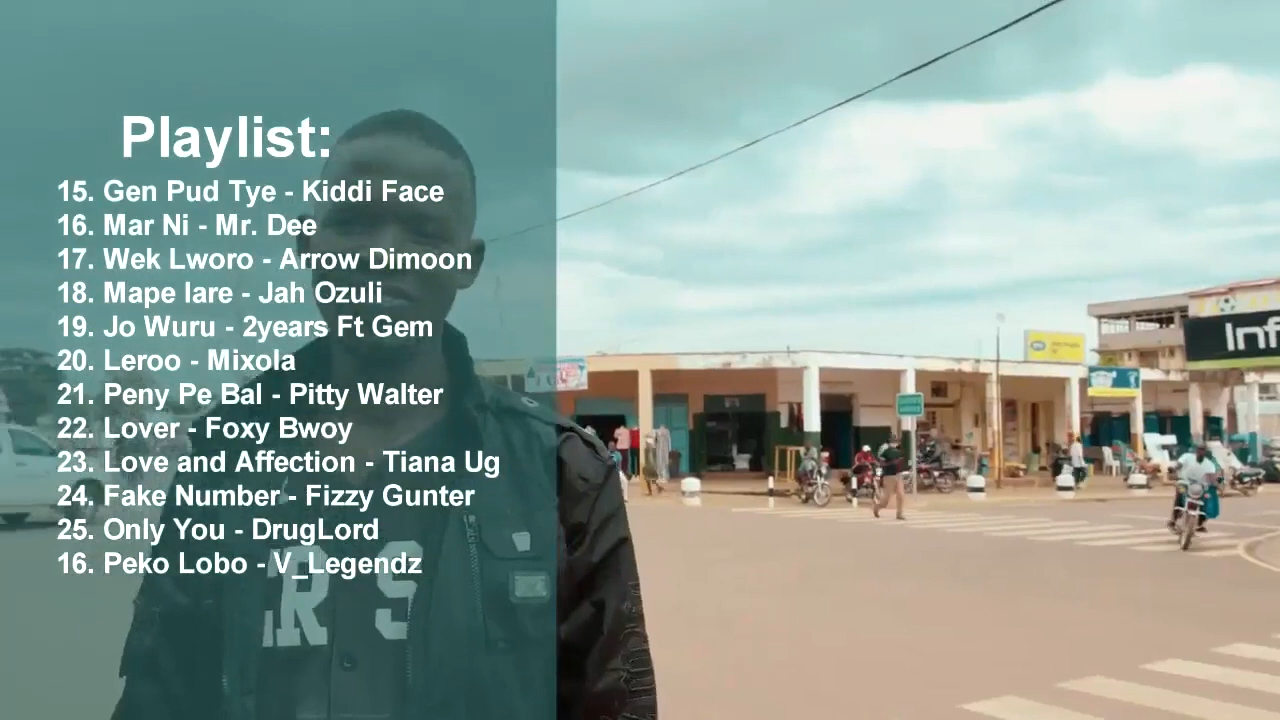 Playlist:
15. Gen Pud Tye - Kiddi Face
16. Mar Ni - Mr. Dee
17. Wek Lworo - Arrow Dimoon
18. Mape lare - Jah Ozuli
19. Jo Wuru - 2years Ft Gem
20. Leroo - Mixola
21. Peny Pe Bal - Pitty Walter
22. Lover - Foxy Bwoy
23. Love and Affection - Tiana Ug
24. Fake Number - Fizzy Gunter
25. Only You - DrugLord
16. Peko Lobo - V_Legendz
RS
Inf